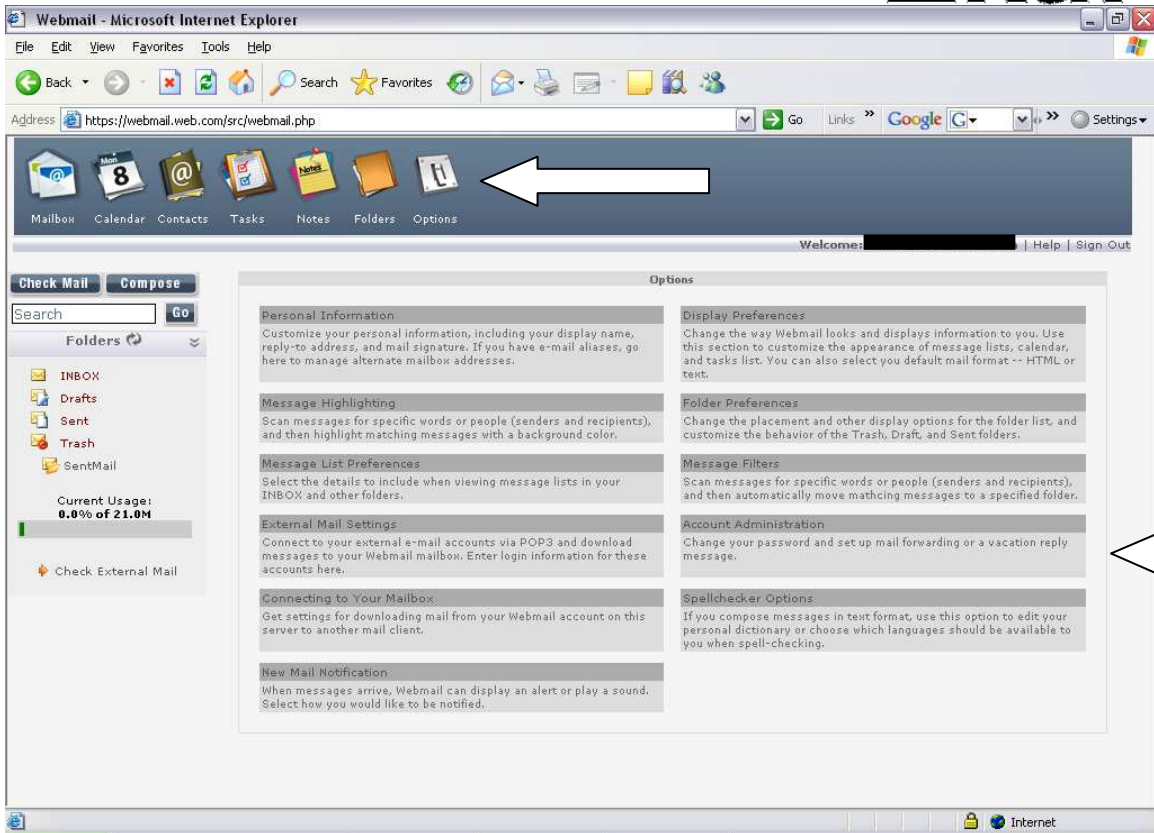 Webmail - Microsoft Internet Explorer
File Edit View Favorites Tools Help
Back Search Favorites
Address https://webmail.web.com/src/webmail.php Go Links » Google G » Settings
Mon
8
Notes
Mailbox Calendar Contacts Tasks Notes Folders Options
Welcome: | Help | Sign Out
Check Mail Compose
Search Go
Folders
INBOX
Drafts
Sent
Trash
SentMail
Current Usage:
0.0% of 21.0M
Check External Mail
Options
Personal Information
Customize your personal information, including your display name,
reply-to address, and mail signature. If you have e-mail aliases, go
here to manage alternate mailbox addresses.
Display Preferences
Change the way Webmail looks and displays information to you. Use
this section to customize the appearance of message lists, calendar,
and tasks list. You can also select you default mail format -- HTML or
text.
Message Highlighting
Scan messages for specific words or people (senders and recipients),
and then highlight matching messages with a background color.
Folder Preferences
Change the placement and other display options for the folder list, and
customize the behavior of the Trash, Draft, and Sent folders.
Message List Preferences
Select the details to include when viewing message lists in your
INBOX and other folders.
Message Filters
Scan messages for specific words or people (senders and recipients),
and then automatically move mathcing messages to a specified folder.
External Mail Settings
Connect to your external e-mail accounts via POP3 and download
messages to your Webmail mailbox. Enter login information for these
accounts here.
Account Administration
Change your password and set up mail forwarding or a vacation reply
message.
Connecting to Your Mailbox
Get settings for downloading mail from your Webmail account on this
server to another mail client.
Spellchecker Options
If you compose messages in text format, use this option to edit your
personal dictionary or choose which languages should be available to
you when spell-checking.
New Mail Notification
When messages arrive, Webmail can display an alert or play a sound.
Select how you would like to be notified.
Internet